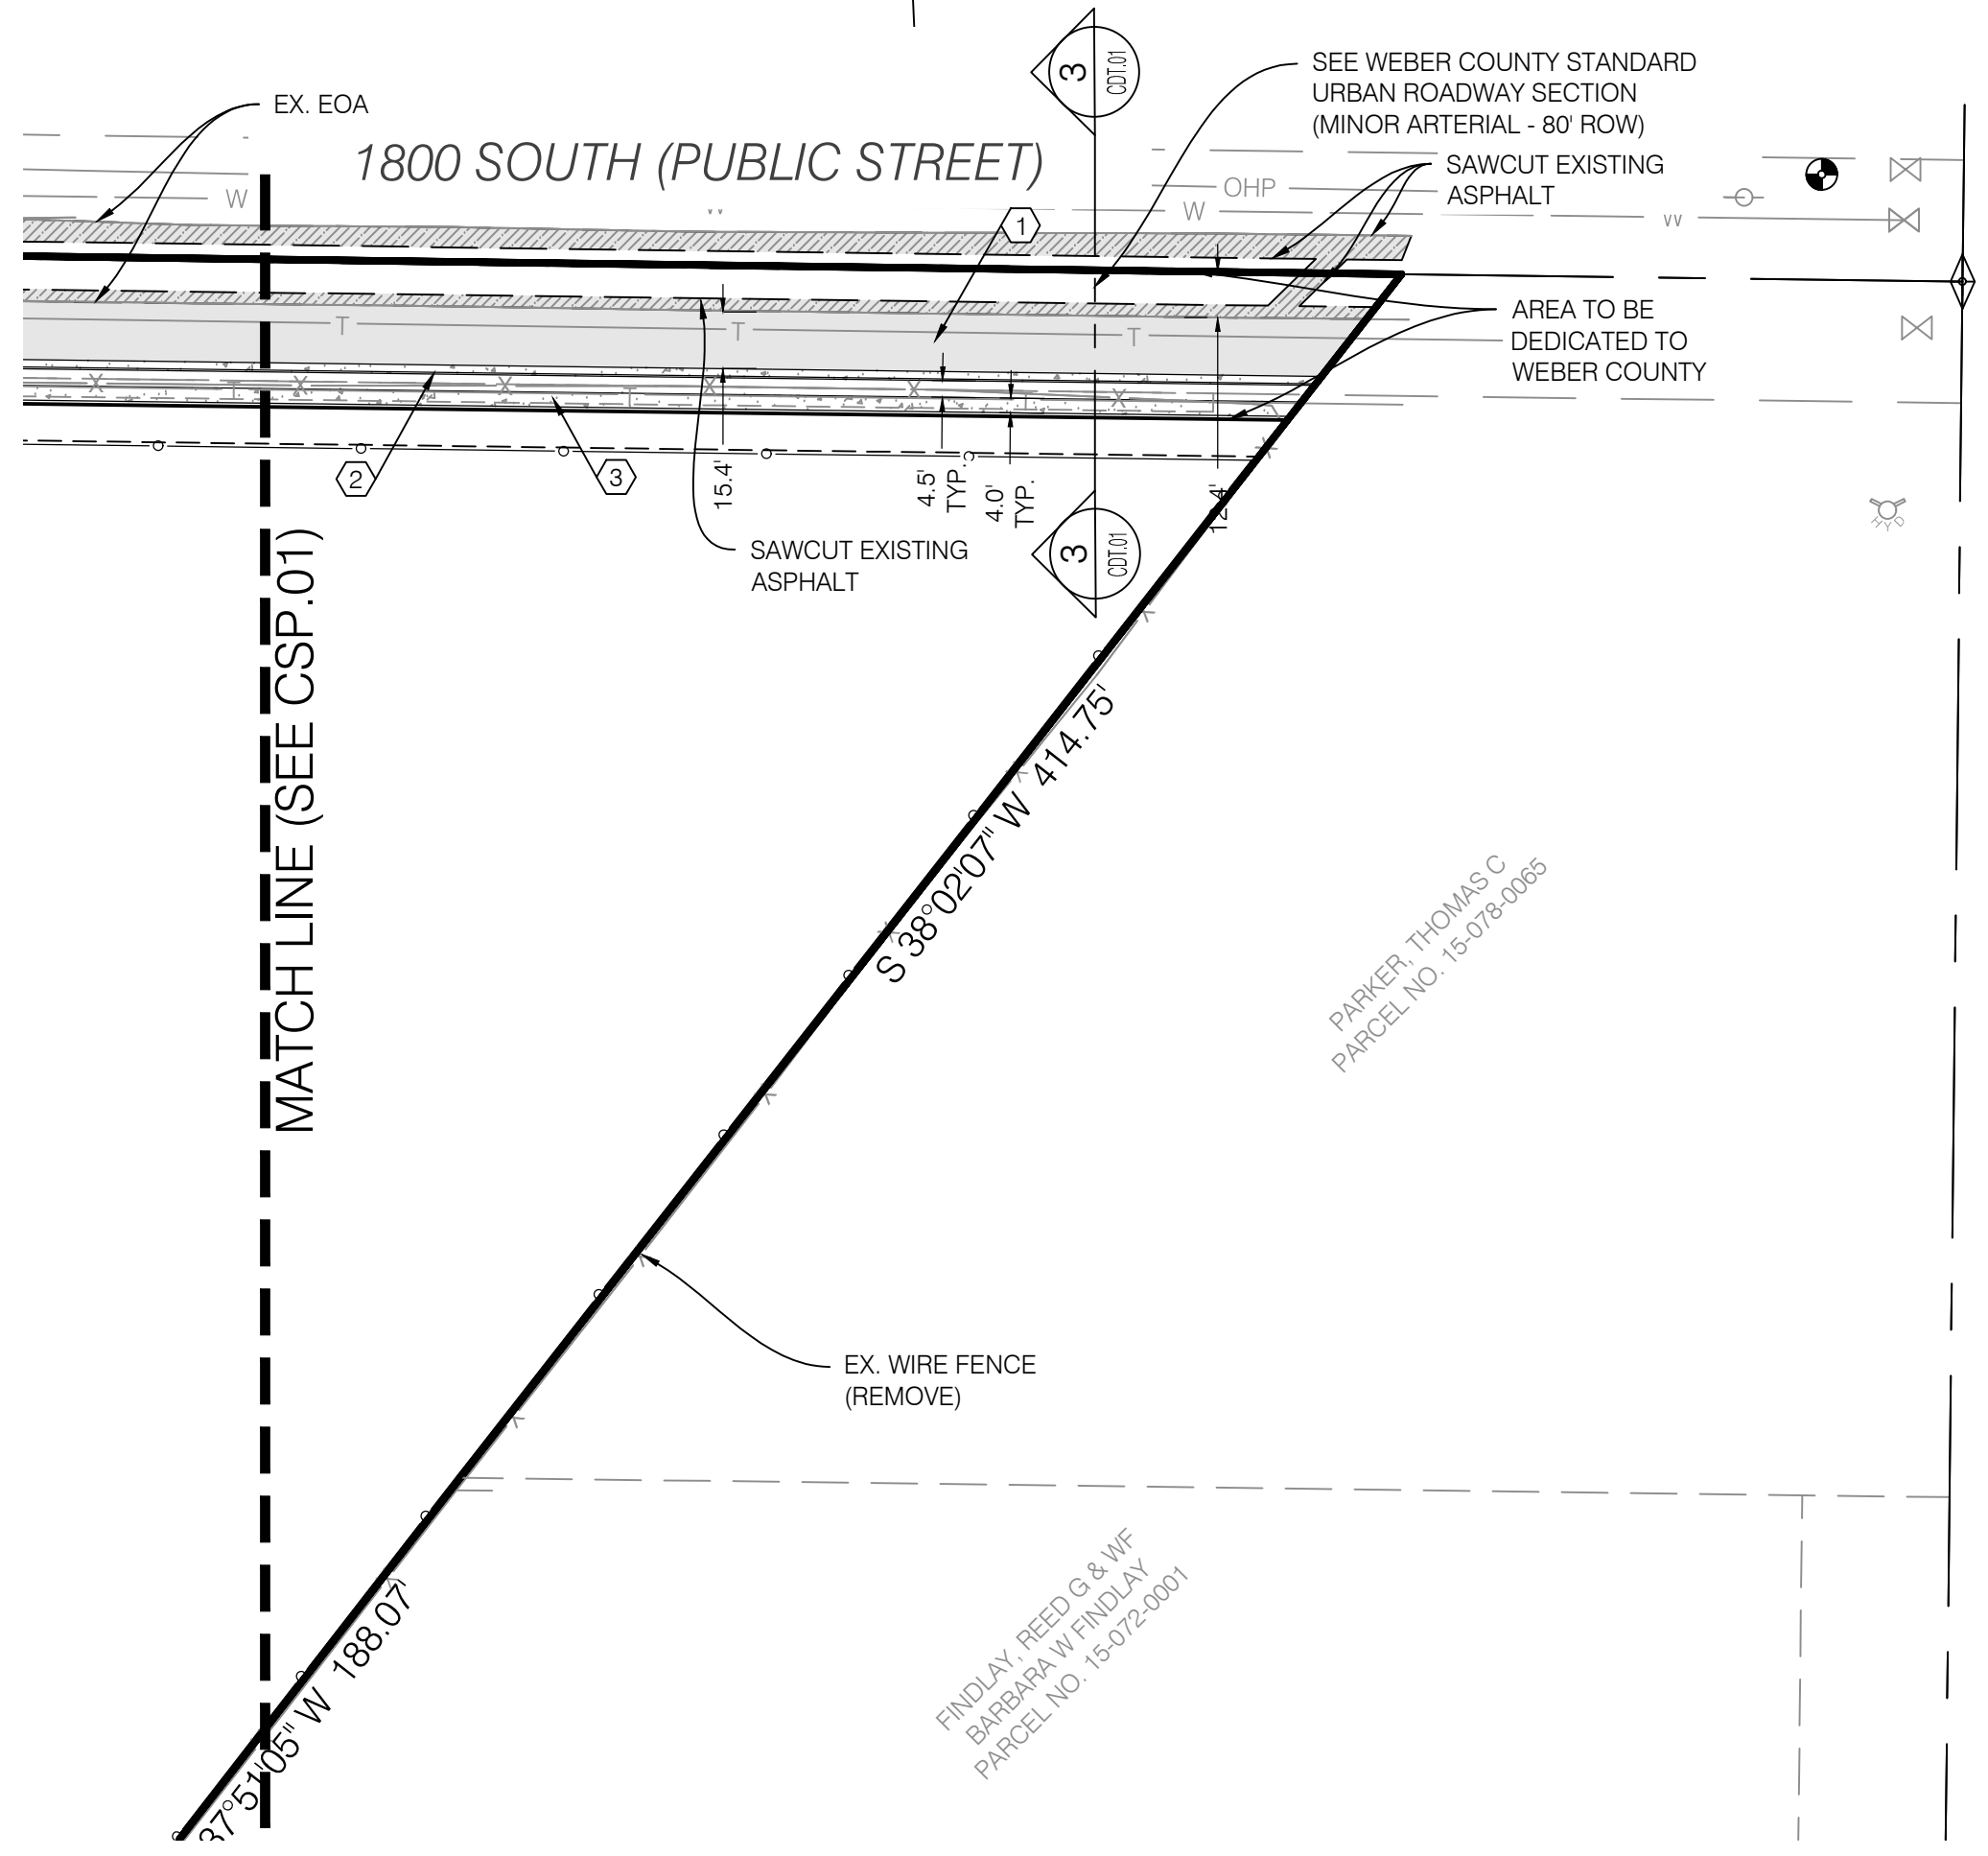 3
CDT.01
SEE WEBER COUNTY STANDARD
URBAN ROADWAY SECTION
(MINOR ARTERIAL - 80' ROW)
EX. EOA
1800 SOUTH (PUBLIC STREET)
SAWCUT EXISTING
ASPHALT
OHP
W
W
W
W
1
T
T
T
AREA TO BE
DEDICATED TO
WEBER COUNTY
X
X
X
X
X
X
T
T
T
2
3
15.4'
4.5'
TYP.
4.0'
TYP.
3
CDT.01
HYD
SAWCUT EXISTING
ASPHALT
MATCH LINE (SEE CSP.01)
S 38°02'07" W 414.75'
PARKER, THOMAS C
PARCEL NO. 15-078-0065
EX. WIRE FENCE
(REMOVE)
37°51'05" W 188.07'
FINDLAY, REED G & WF
BARBARA W FINDLAY
PARCEL NO. 15-072-0001